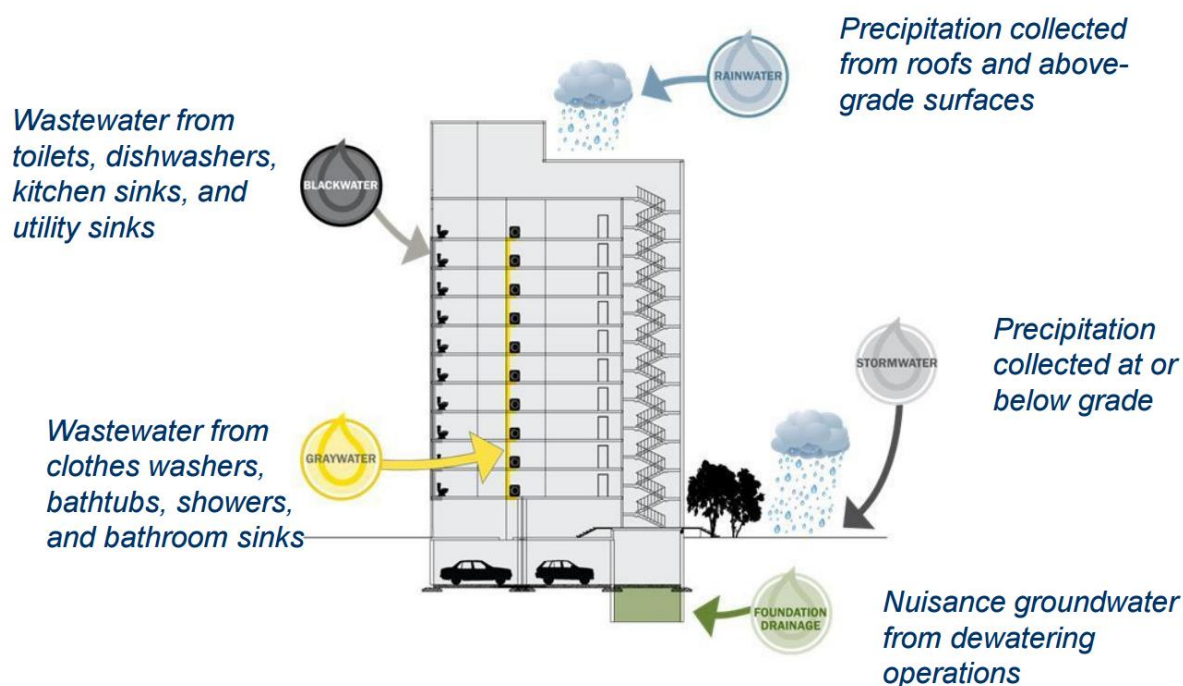 Precipitation collected
from roofs and above-
grade surfaces
RAINWATER
Wastewater from
toilets, dishwashers,
kitchen sinks, and
utility sinks
BLACKWATER
Precipitation
collected at or
below grade
STORMWATER
Wastewater from
clothes washers,
bathtubs, showers,
and bathroom sinks
GRAYWATER
FOUNDATION
DRAINAGE
Nuisance groundwater
from dewatering
operations